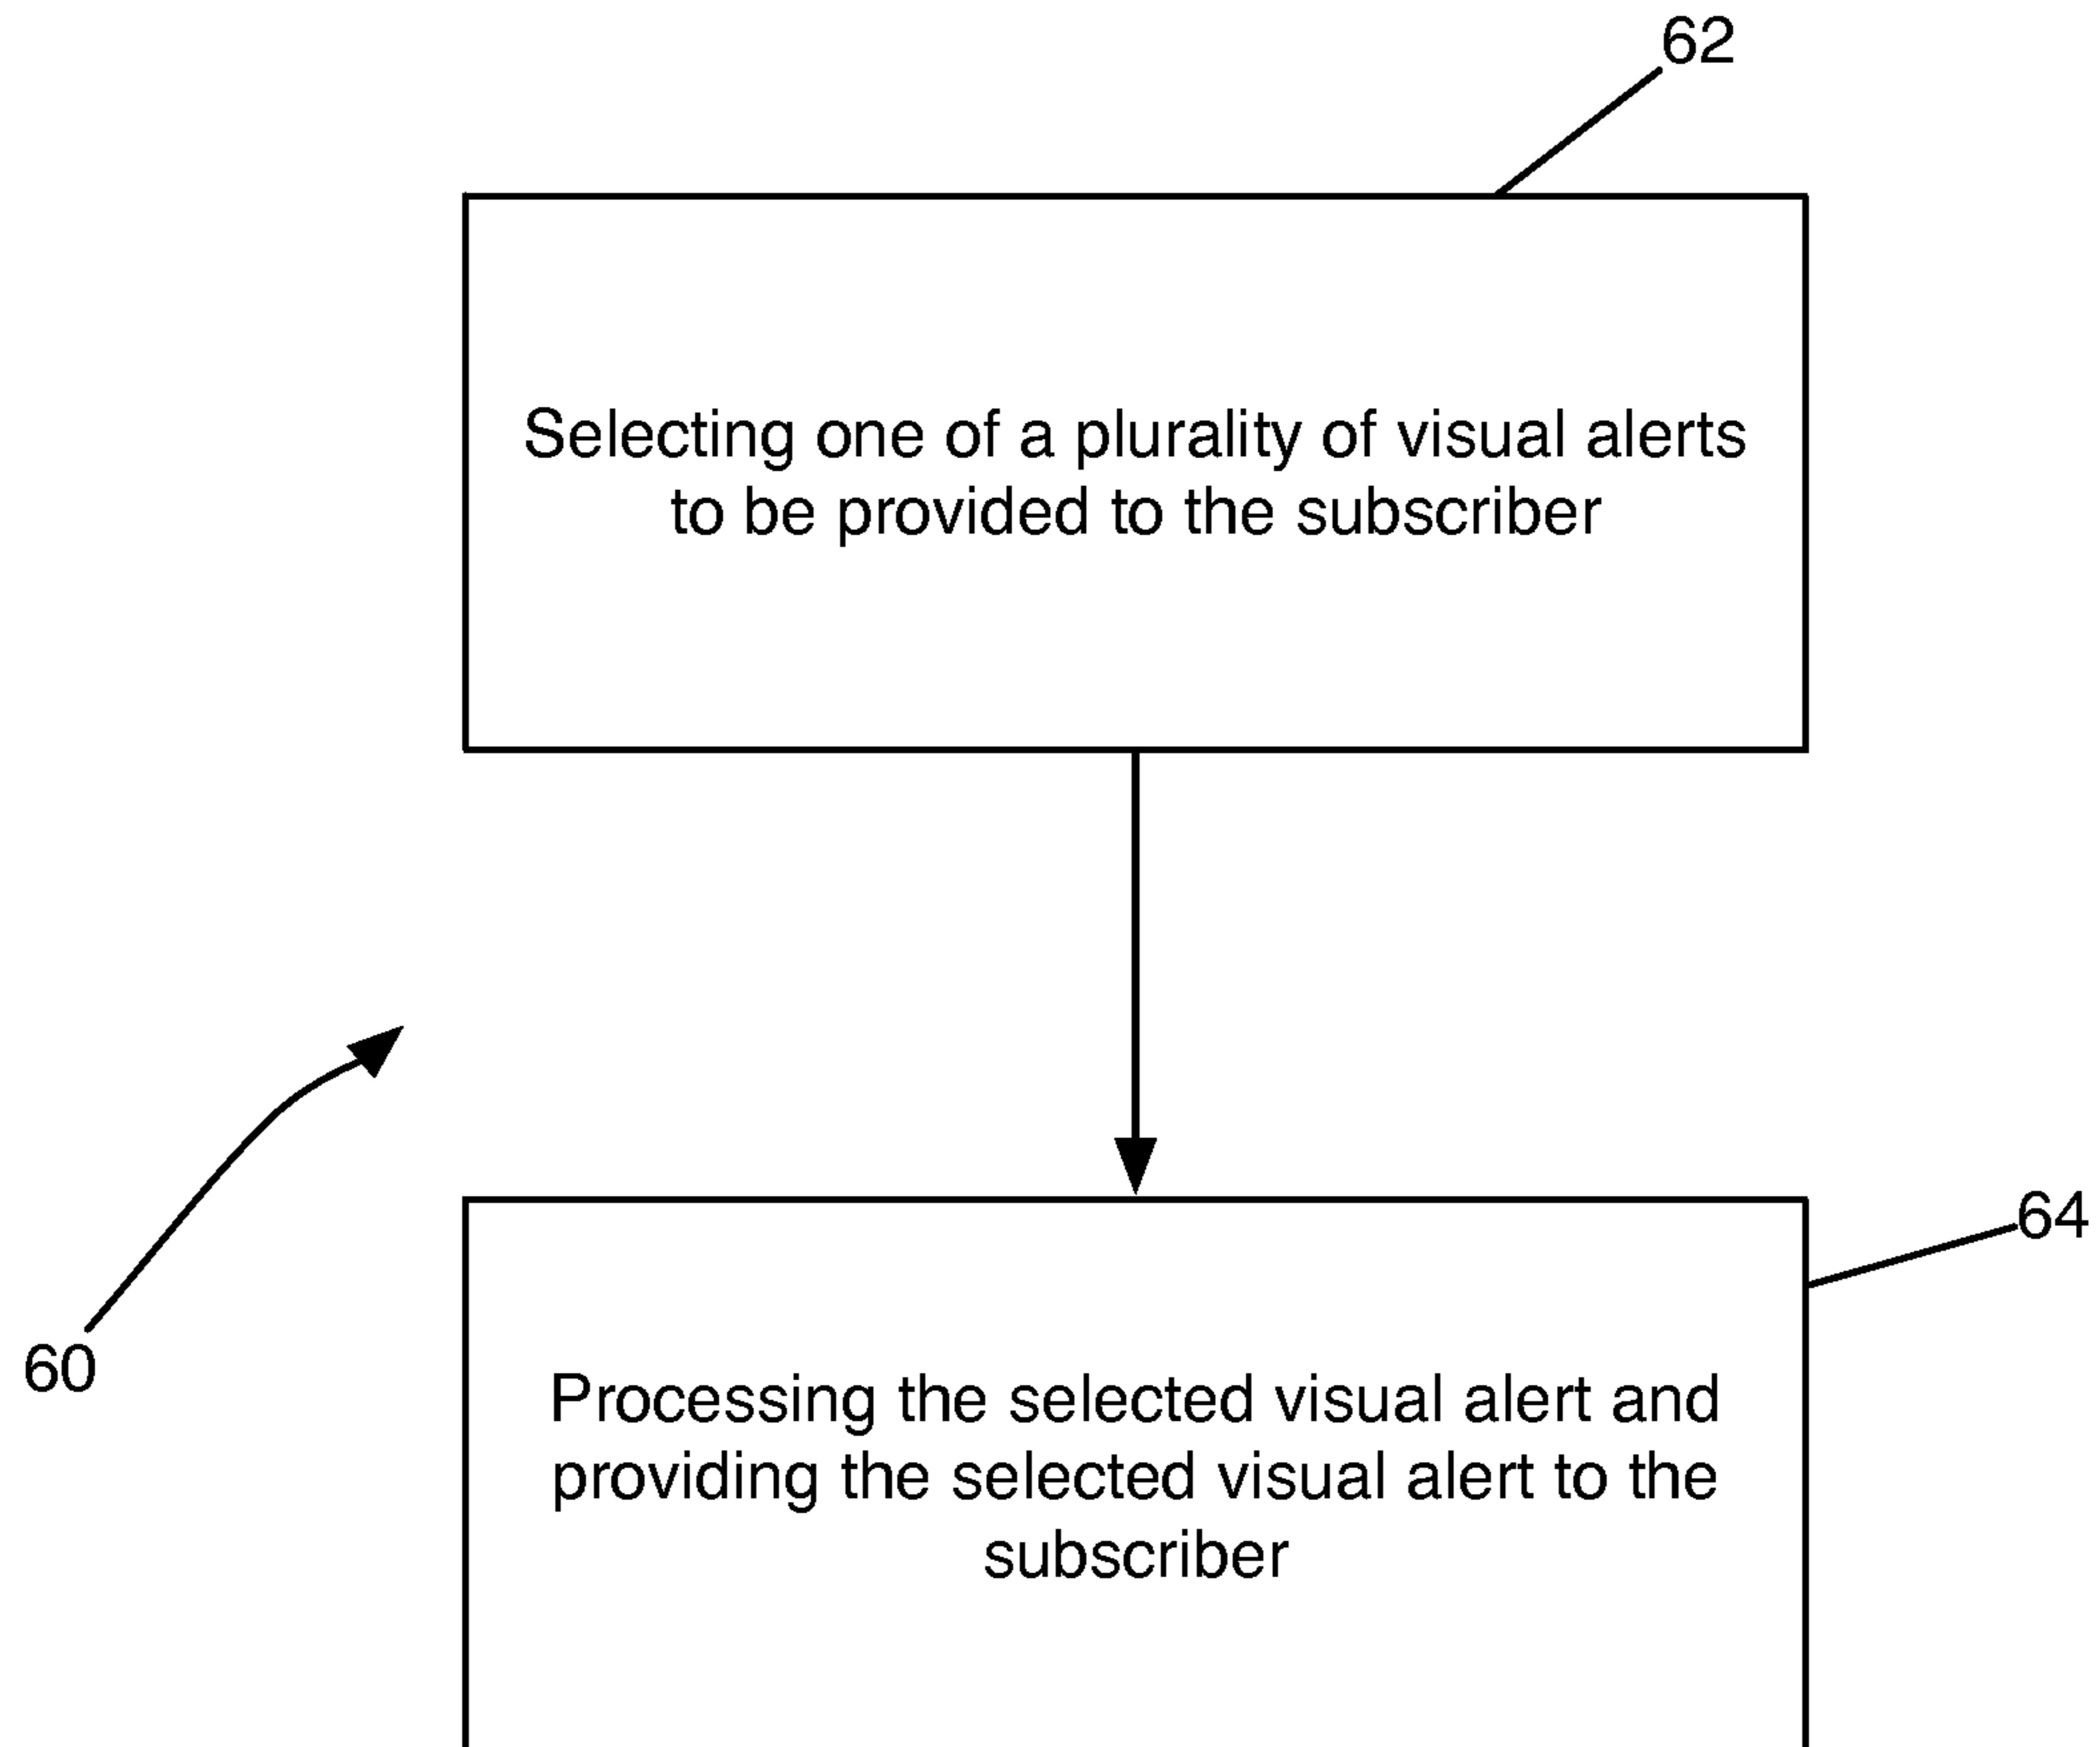 62
Selecting one of a plurality of visual alerts
to be provided to the subscriber
64
60
Processing the selected visual alert and
providing the selected visual alert to the
subscriber